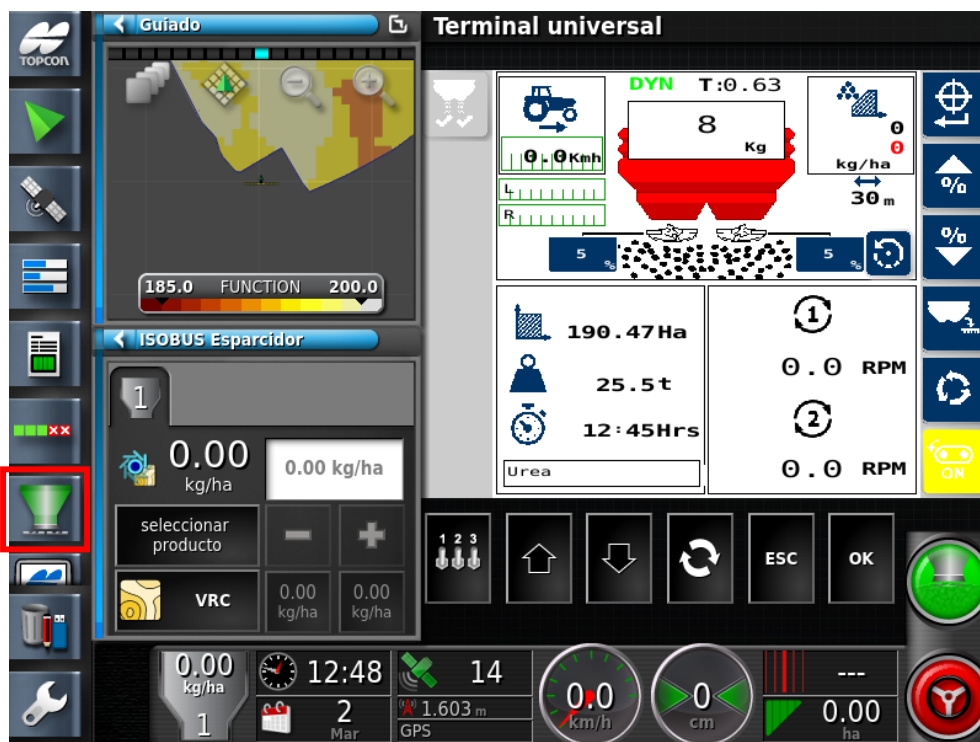 TOPCON
Guiado
Terminal universal
185.0 FUNCTION 200.0
DYN T:0.63
8
Kg
0.0Kmh
L
R
0
0
kg/ha
30 m
5 %
5 %
%
%
190.47Ha
25.5t
12:45Hrs
Urea
1
0.0 RPM
2
0.0 RPM
ON
ISOBUS Esparcidor
1
0.00
kg/ha
0.00 kg/ha
seleccionar
producto
VRC
0.00
kg/ha
0.00
kg/ha
1 2 3
ESC
OK
0.00
kg/ha
1
12:48
2
Mar
14
1.603 m
GPS
0.0
km/h
0
cm
---
0.00
ha